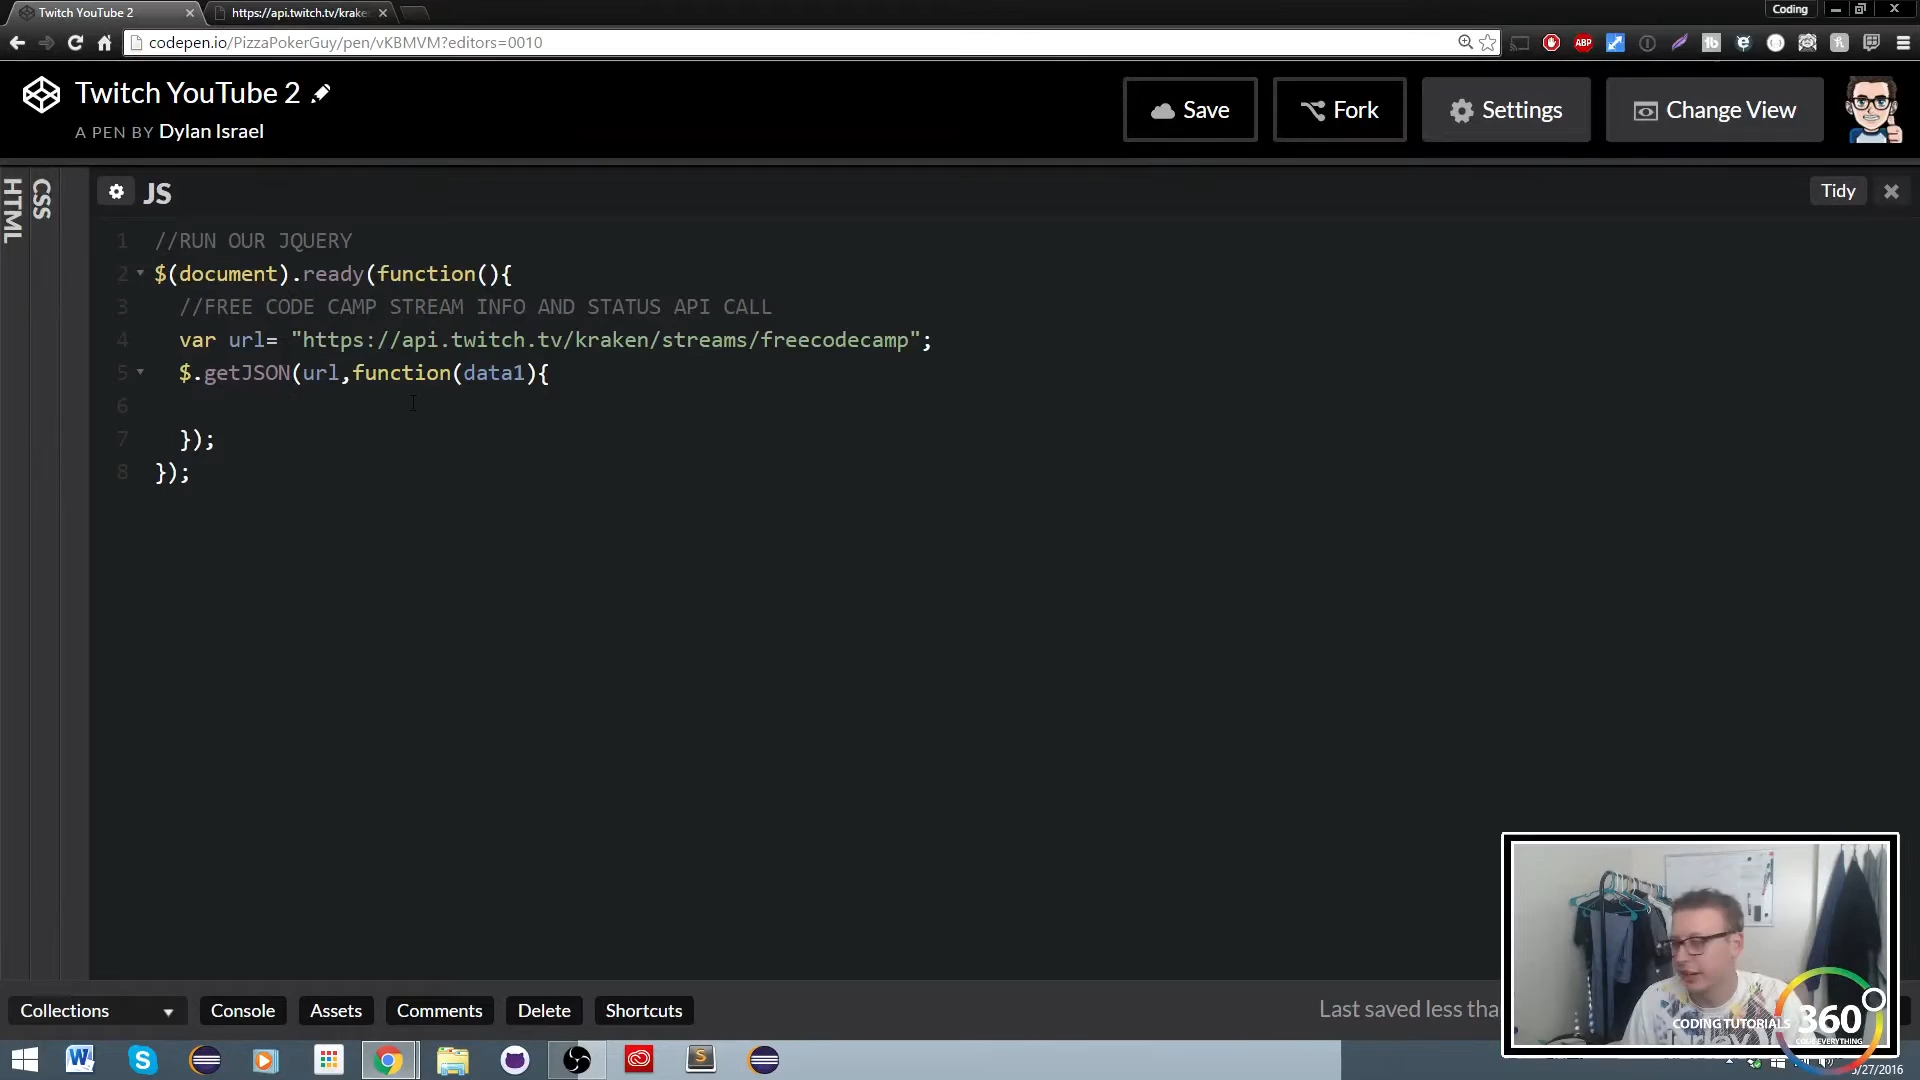 Twitch YouTube 2
https://api.twitch.tv/krake
Coding
codepen.io/PizzaPokerGuy/pen/vKBMVM?editors=0010
Twitch YouTube 2
A PEN BY Dylan Israel
Save
Fork
Settings
Change View
HTML
CSS
JS
Tidy
1 //RUN OUR JQUERY
2 $(document).ready(function(){
3 //FREE CODE CAMP STREAM INFO AND STATUS API CALL
4 var url= "https://api.twitch.tv/kraken/streams/freecodecamp";
5 $.getJSON(url,function(data1){
6
7 });
8 });
Collections
Console
Assets
Comments
Delete
Shortcuts
Last saved less tha
CODING TUTORIALS 360
CODE EVERYTHING
/27/2016